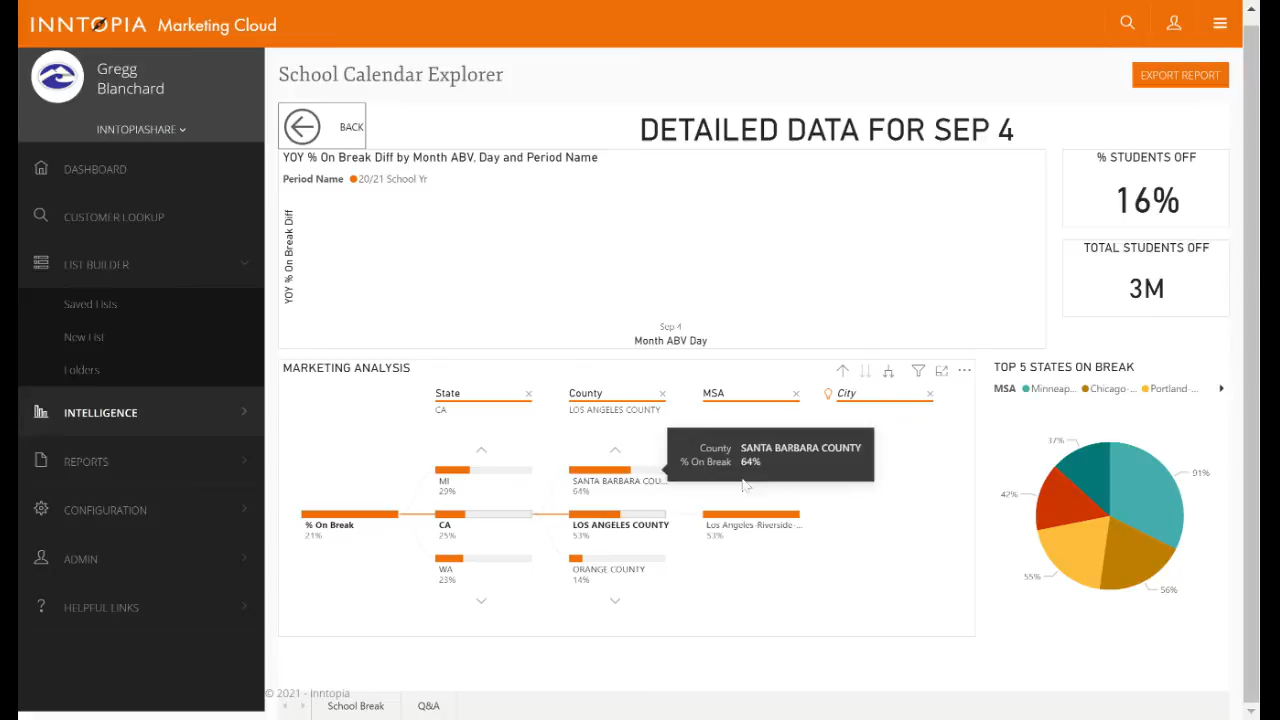 INNTOPIA Marketing Cloud
Gregg
Blanchard
INNTOPIASHARE
DASHBOARD
CUSTOMER LOOKUP
LIST BUILDER
Saved Lists
New List
Folders
INTELLIGENCE
REPORTS
CONFIGURATION
ADMIN
HELPFUL LINKS
School Calendar Explorer
EXPORT REPORT
BACK
DETAILED DATA FOR SEP 4
YOY % On Break Diff by Month ABV, Day and Period Name
Period Name 20/21 School Yr
YOY % On Break Diff
Sep 4
Month ABV Day
% STUDENTS OFF
16%
TOTAL STUDENTS OFF
3M
MARKETING ANALYSIS
State × County × MSA × City ×
CA LOS ANGELES COUNTY
County SANTA BARBARA COUNTY
% On Break 64%
MI SANTA BARBARA COU...
29% 64%
% On Break CA LOS ANGELES COUNTY Los Angeles-Riverside-...
21% 25% 53% 53%
WA ORANGE COUNTY
23% 14%
TOP 5 STATES ON BREAK
MSA Minneap... Chicago-... Portland-...
37%
91%
42%
55%
56%
© 2021 - Inntopia
School Break Q&A